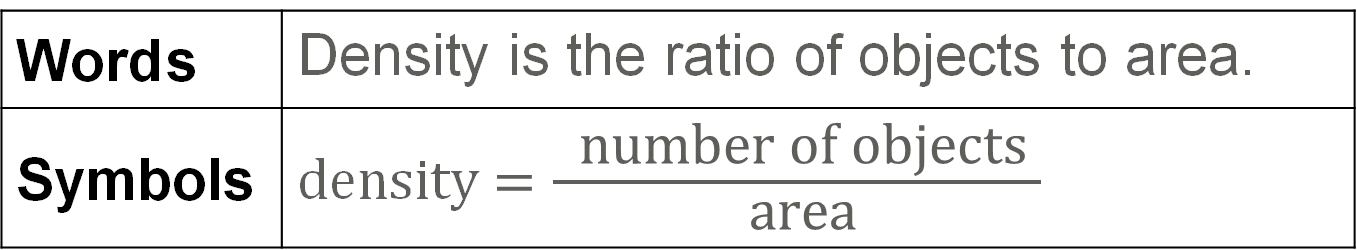 Words Density is the ratio of objects to area.
Symbols density = number of objects / area